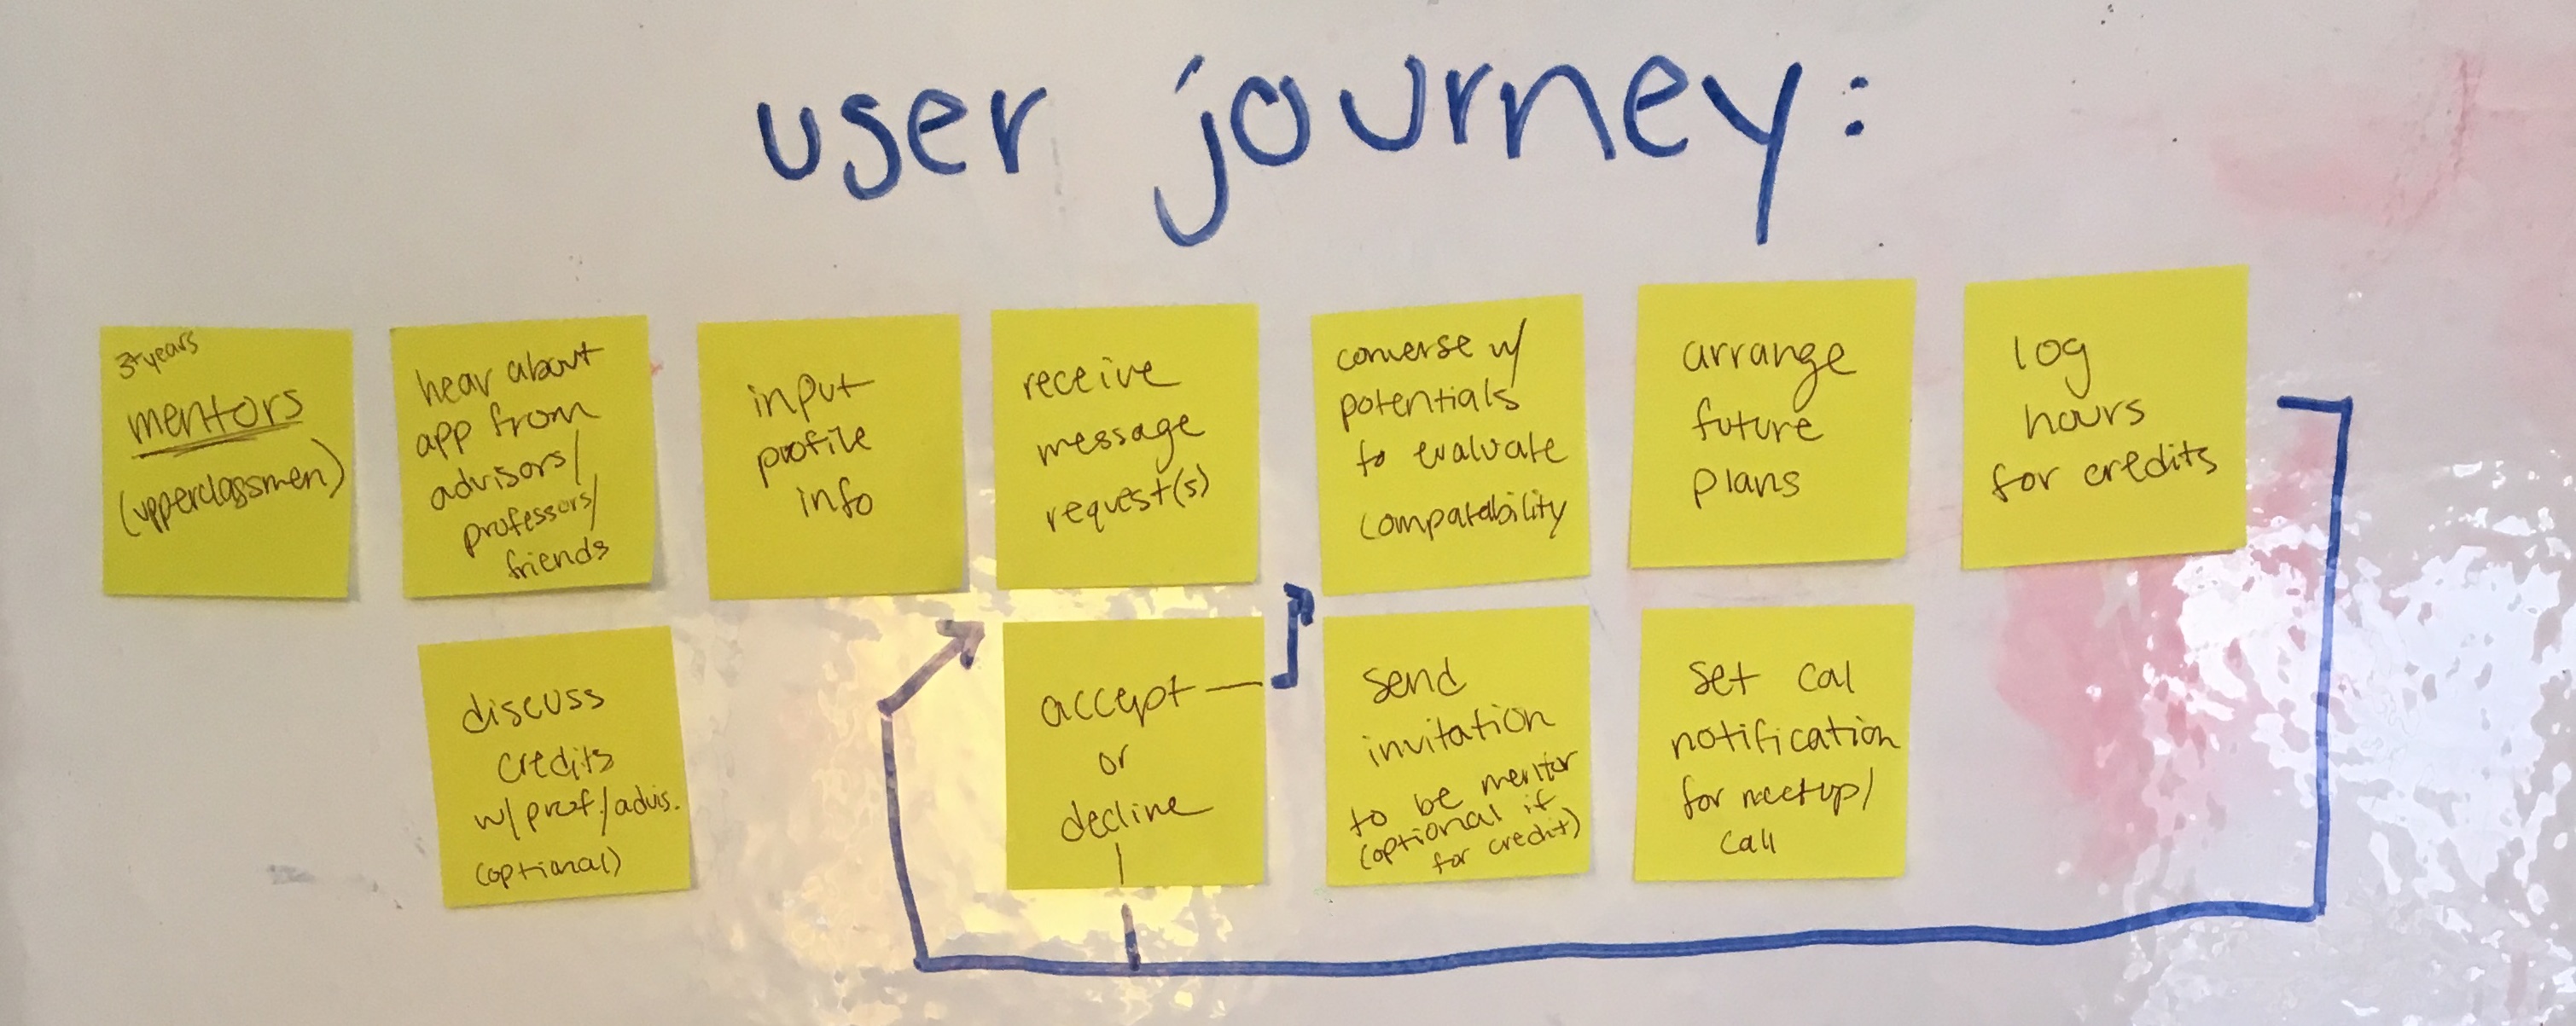 user journey:
3+years
mentors
(upperclassmen)
hear about
app from
advisors/
professors/
friends
input
profile
info
receive
message
request(s)
converse w/
potentials
to evaluate
compatability
arrange
future
plans
log
hours
for credits
discuss
credits
w/ prof./advis.
(optional)
accept
or
decline
send
invitation
to be mentor
(optional if
for credit)
set cal
notification
for meetup/
call